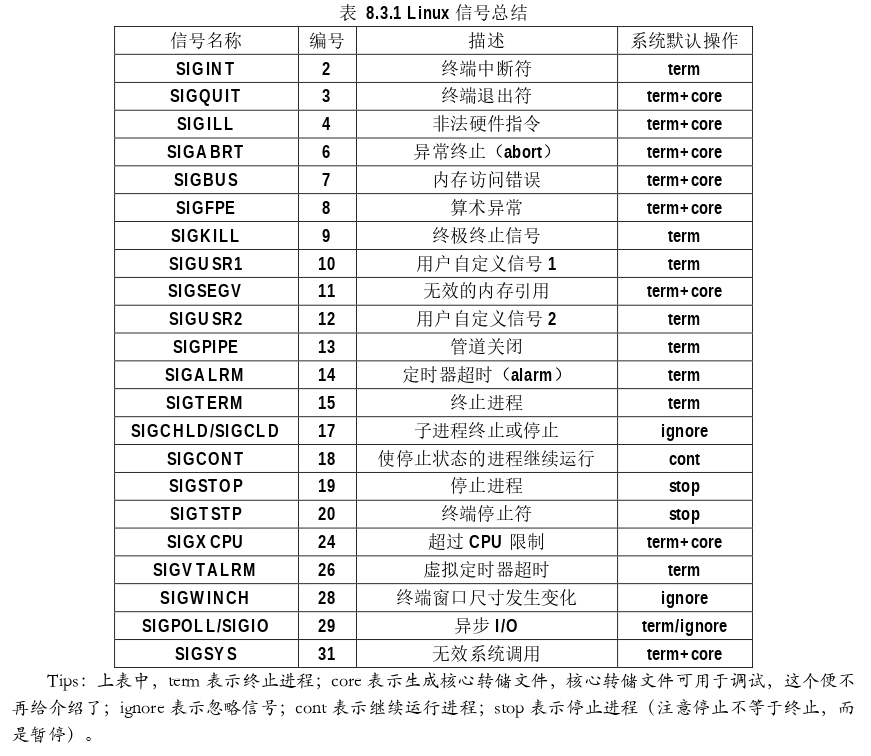 表 8.3.1 Linux 信号总结
信号名称 编号 描述 系统默认操作
SIGINT 2 终端中断符 term
SIGQUIT 3 终端退出符 term+core
SIGILL 4 非法硬件指令 term+core
SIGABRT 6 异常终止（abort） term+core
SIGBUS 7 内存访问错误 term+core
SIGFPE 8 算术异常 term+core
SIGKILL 9 终极终止信号 term
SIGUSR1 10 用户自定义信号 1 term
SIGSEGV 11 无效的内存引用 term+core
SIGUSR2 12 用户自定义信号 2 term
SIGPIPE 13 管道关闭 term
SIGALRM 14 定时器超时（alarm） term
SIGTERM 15 终止进程 term
SIGCHLD/SIGCLD 17 子进程终止或停止 ignore
SIGCONT 18 使停止状态的进程继续运行 cont
SIGSTOP 19 停止进程 stop
SIGTSTP 20 终端停止符 stop
SIGXCPU 24 超过 CPU 限制 term+core
SIGVTALRM 26 虚拟定时器超时 term
SIGWINCH 28 终端窗口尺寸发生变化 ignore
SIGPOLL/SIGIO 29 异步 I/O term/ignore
SIGSYS 31 无效系统调用 term+core
Tips：上表中，term 表示终止进程；core 表示生成核心转储文件，核心转储文件可用于调试，这个便不
再给介绍了；ignore 表示忽略信号；cont 表示继续运行进程；stop 表示停止进程（注意停止不等于终止，而
是暂停）。